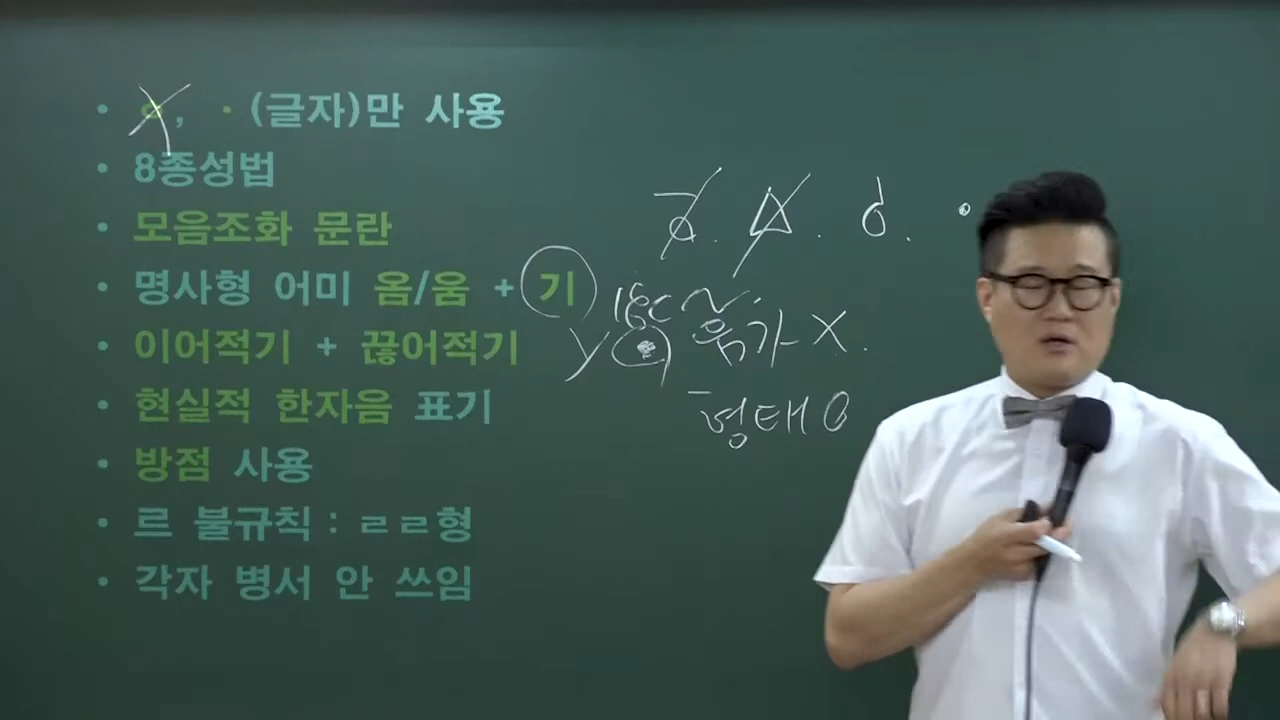 ㆁ, ㆍ(글자)만 사용
8종성법
모음조화 문란
명사형 어미 옴/움 + 기
이어적기 + 끊어적기
현실적 한자음 표기
방점 사용
르 불규칙 : ㄹㄹ형
각자 병서 안 쓰임
ㆆ. ㅿ. ㆁ. ㆍ
18C ~.
음가 X.
형태 O